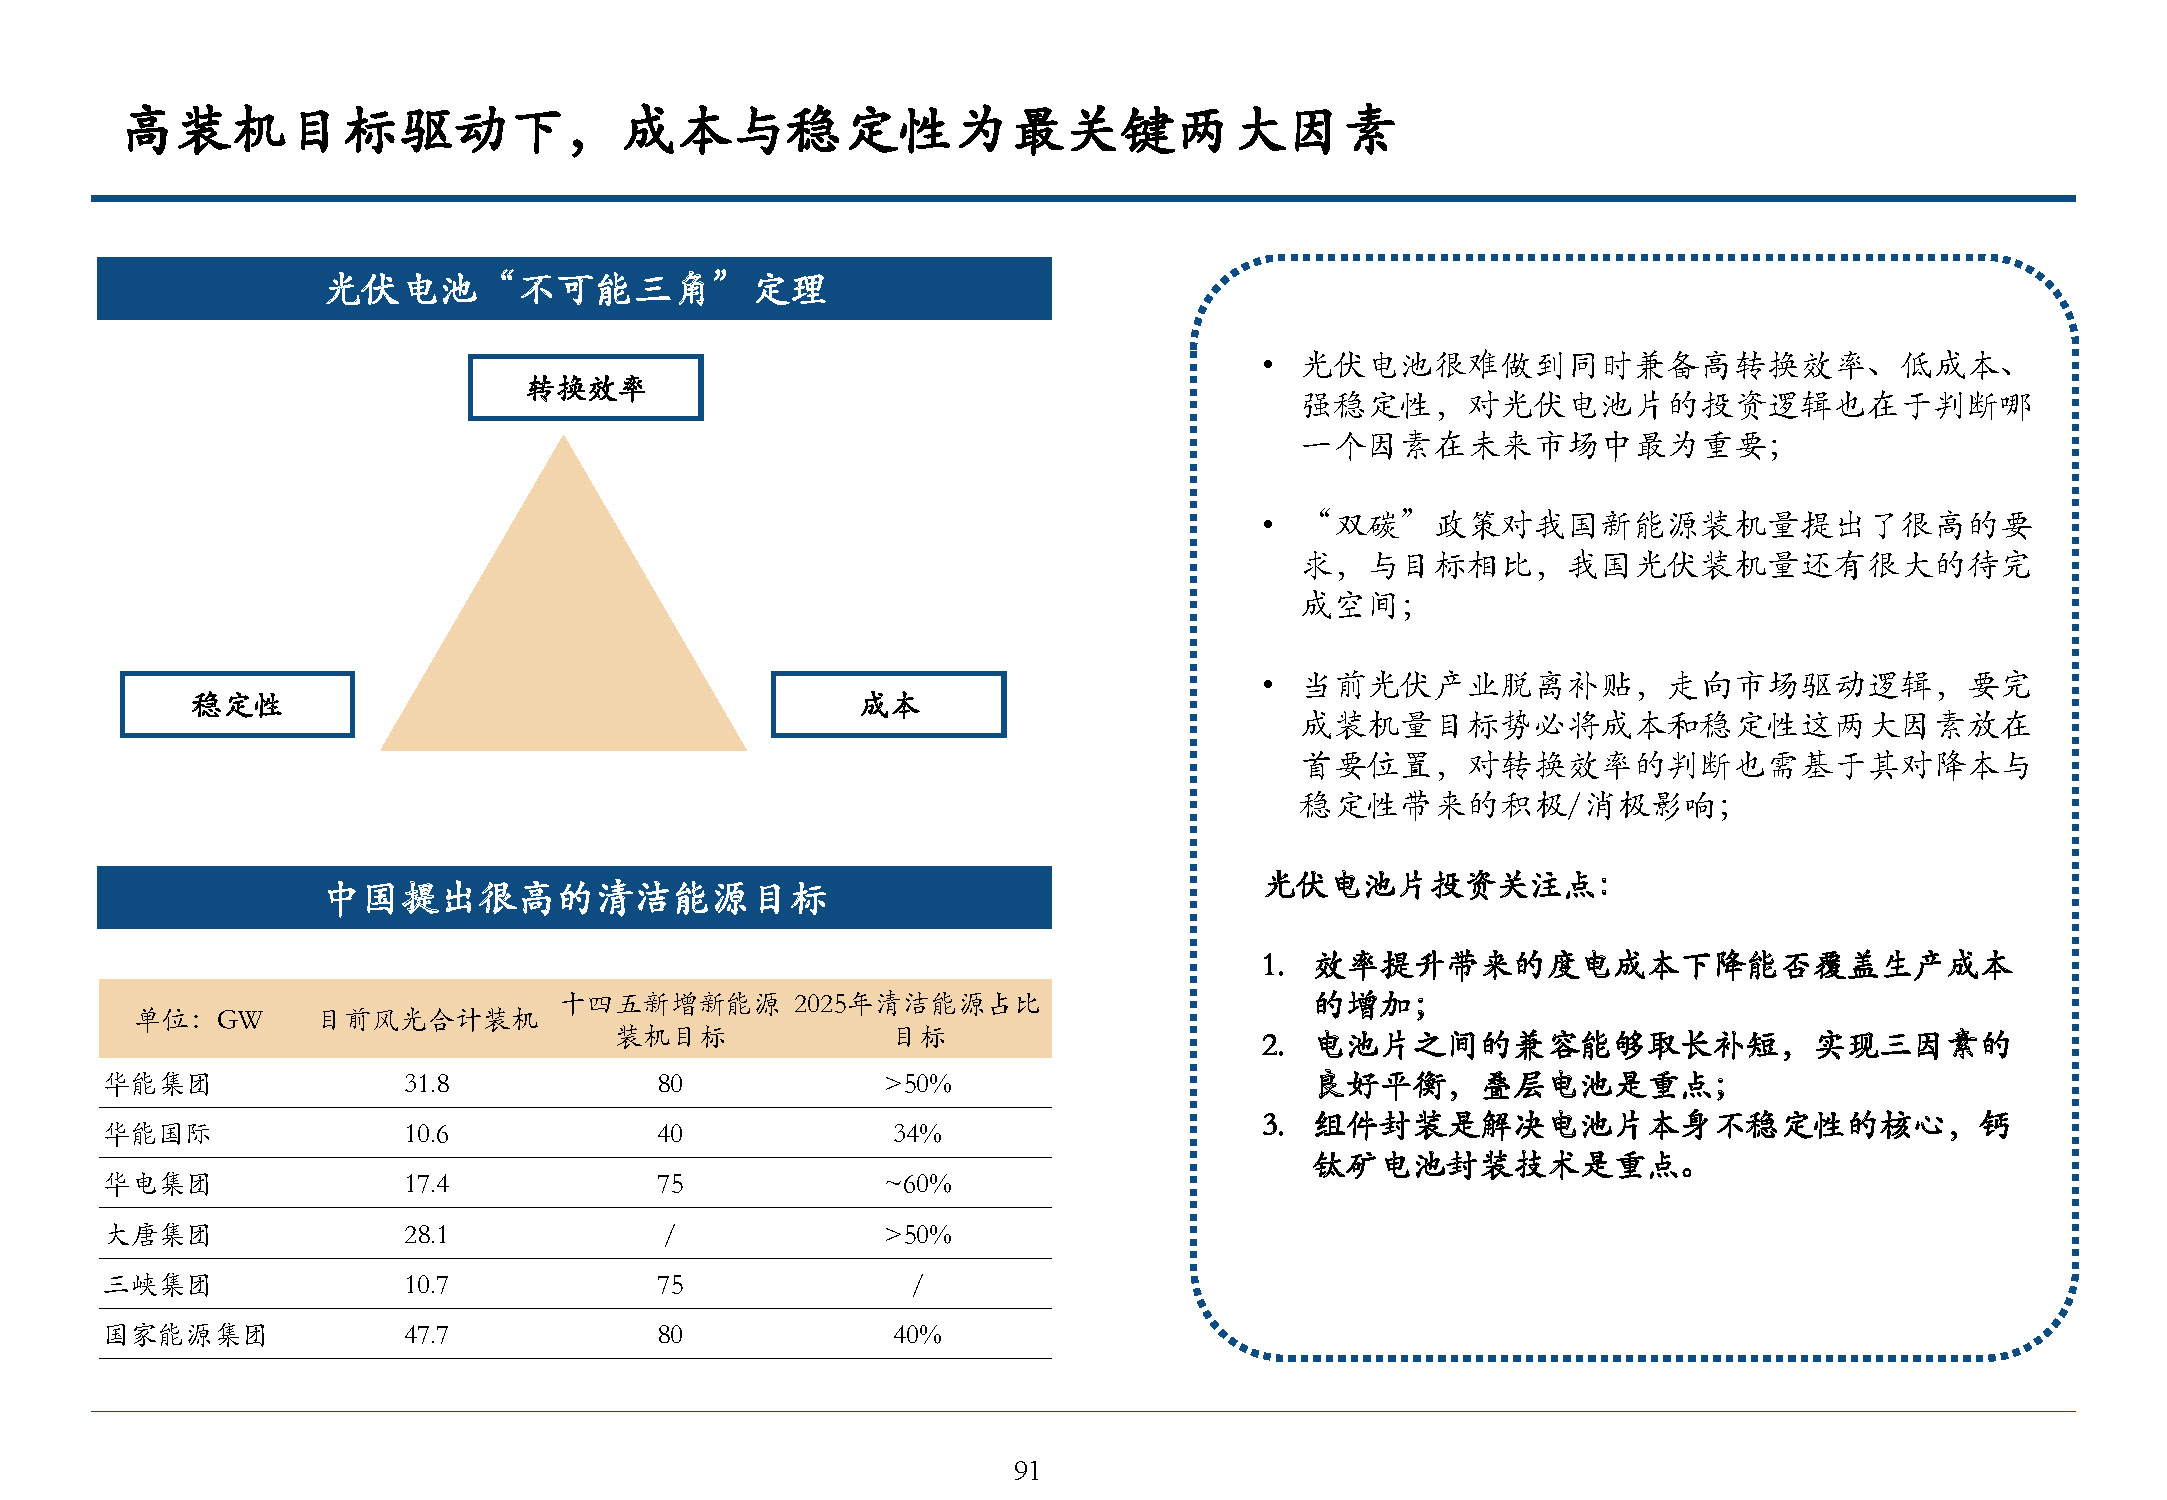 高装机目标驱动下，成本与稳定性为最关键两大因素
光伏电池“不可能三角”定理
转换效率
稳定性
成本
中国提出很高的清洁能源目标
单位：GW 目前风光合计装机 十四五新增新能源装机目标 2025年清洁能源占比目标
华能集团 31.8 80 >50%
华能国际 10.6 40 34%
华电集团 17.4 75 ~60%
大唐集团 28.1 / >50%
三峡集团 10.7 75 /
国家能源集团 47.7 80 40%
• 光伏电池很难做到同时兼备高转换效率、低成本、
强稳定性，对光伏电池片的投资逻辑也在于判断哪
一个因素在未来市场中最为重要；
• “双碳”政策对我国新能源装机量提出了很高的要
求，与目标相比，我国光伏装机量还有很大的待完
成空间；
• 当前光伏产业脱离补贴，走向市场驱动逻辑，要完
成装机量目标势必将成本和稳定性这两大因素放在
首要位置，对转换效率的判断也需基于其对降本与
稳定性带来的积极/消极影响；
光伏电池片投资关注点：
1. 效率提升带来的度电成本下降能否覆盖生产成本
的增加；
2. 电池片之间的兼容能够取长补短，实现三因素的
良好平衡，叠层电池是重点；
3. 组件封装是解决电池片本身不稳定性的核心，钙
钛矿电池封装技术是重点。
91